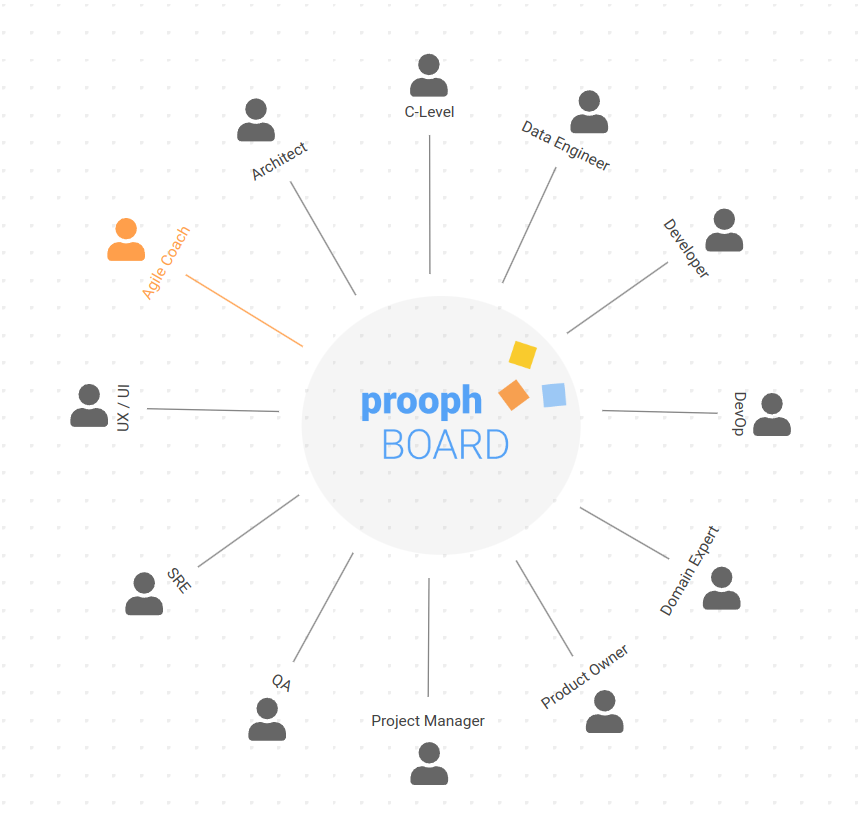 C-Level
Data Engineer
Architect
Developer
Agile Coach
UX / UI
prooph
BOARD
DevOp
SRE
Domain Expert
QA
Product Owner
Project Manager